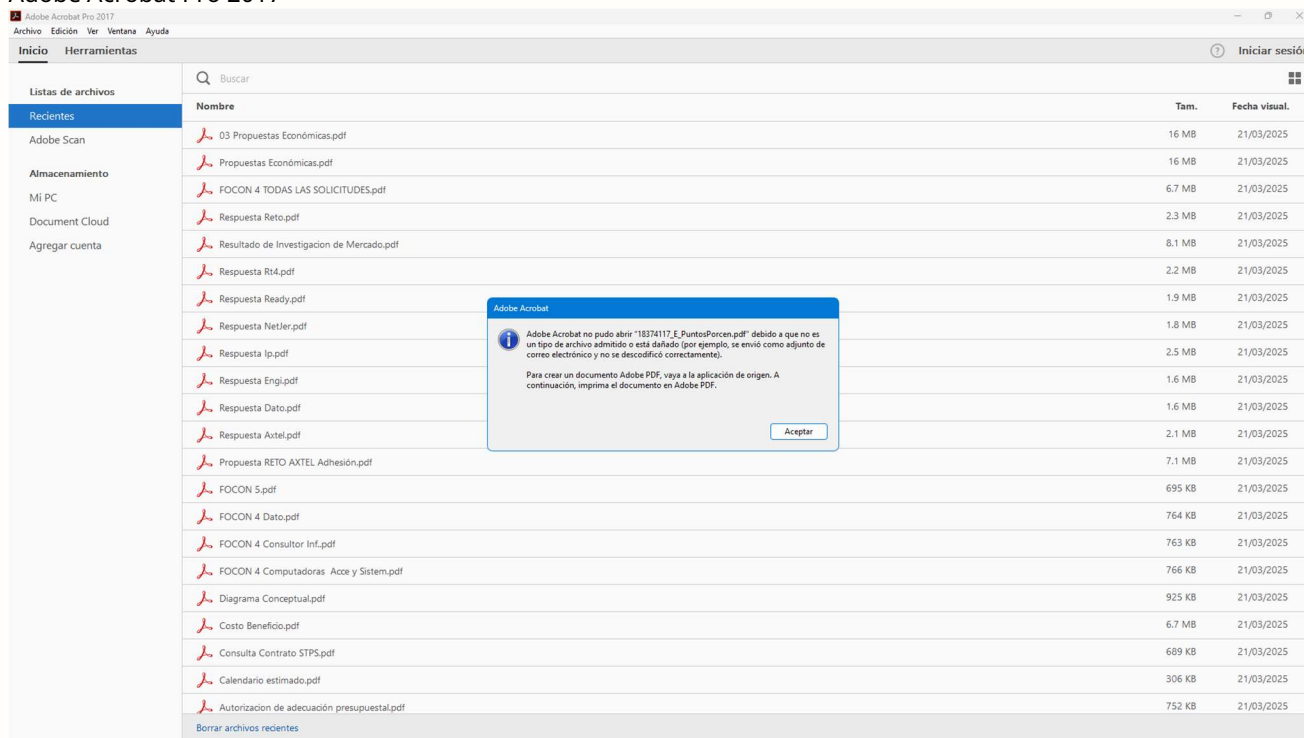 Adobe Acrobat Pro 2017
Adobe Acrobat Pro 2017
Archivo Edición Ver Ventana Ayuda
Inicio Herramientas
Iniciar sesió
Listas de archivos
Recientes
Adobe Scan
Almacenamiento
Mi PC
Document Cloud
Agregar cuenta
Buscar
Nombre Tam. Fecha visual.
03 Propuestas Económicas.pdf 16 MB 21/03/2025
Propuestas Económicas.pdf 16 MB 21/03/2025
FOCON 4 TODAS LAS SOLICITUDES.pdf 6.7 MB 21/03/2025
Respuesta Reto.pdf 2.3 MB 21/03/2025
Resultado de Investigacion de Mercado.pdf 8.1 MB 21/03/2025
Respuesta Rt4.pdf 2.2 MB 21/03/2025
Respuesta Ready.pdf 1.9 MB 21/03/2025
Respuesta NetJer.pdf 1.8 MB 21/03/2025
Respuesta Ip.pdf 2.5 MB 21/03/2025
Respuesta Engi.pdf 1.6 MB 21/03/2025
Respuesta Dato.pdf 1.6 MB 21/03/2025
Respuesta Axtel.pdf 2.1 MB 21/03/2025
Propuesta RETO AXTEL Adhesión.pdf 7.1 MB 21/03/2025
FOCON 5.pdf 695 KB 21/03/2025
FOCON 4 Dato.pdf 764 KB 21/03/2025
FOCON 4 Consultor Inf..pdf 763 KB 21/03/2025
FOCON 4 Computadoras Acce y Sistem.pdf 766 KB 21/03/2025
Diagrama Conceptual.pdf 925 KB 21/03/2025
Costo Beneficio.pdf 6.7 MB 21/03/2025
Consulta Contrato STPS.pdf 689 KB 21/03/2025
Calendario estimado.pdf 306 KB 21/03/2025
Autorizacion de adecuación presupuestal.pdf 752 KB 21/03/2025
Borrar archivos recientes
Adobe Acrobat
Adobe Acrobat no pudo abrir "18374117_E_PuntosPorcen.pdf" debido a que no es
un tipo de archivo admitido o está dañado (por ejemplo, se envió como adjunto de
correo electrónico y no se descodificó correctamente).
Para crear un documento Adobe PDF, vaya a la aplicación de origen. A
continuación, imprima el documento en Adobe PDF.
Aceptar